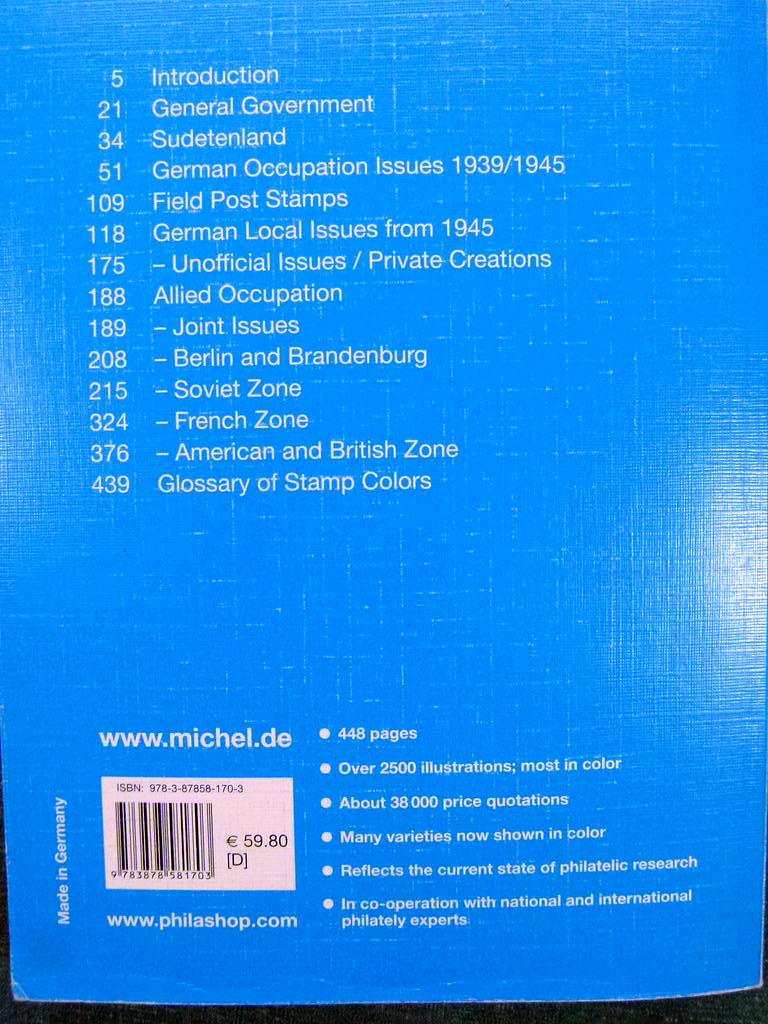 5 Introduction
21 General Government
34 Sudetenland
51 German Occupation Issues 1939/1945
109 Field Post Stamps
118 German Local Issues from 1945
175 – Unofficial Issues / Private Creations
188 Allied Occupation
189 – Joint Issues
208 – Berlin and Brandenburg
215 – Soviet Zone
324 – French Zone
376 – American and British Zone
439 Glossary of Stamp Colors
www.michel.de
ISBN: 978-3-87858-170-3
€ 59.80
[D]
9 783878 581703
www.philashop.com
Made in Germany
● 448 pages
● Over 2500 illustrations; most in color
● About 38 000 price quotations
● Many varieties now shown in color
● Reflects the current state of philatelic research
● In co-operation with national and international
philately experts